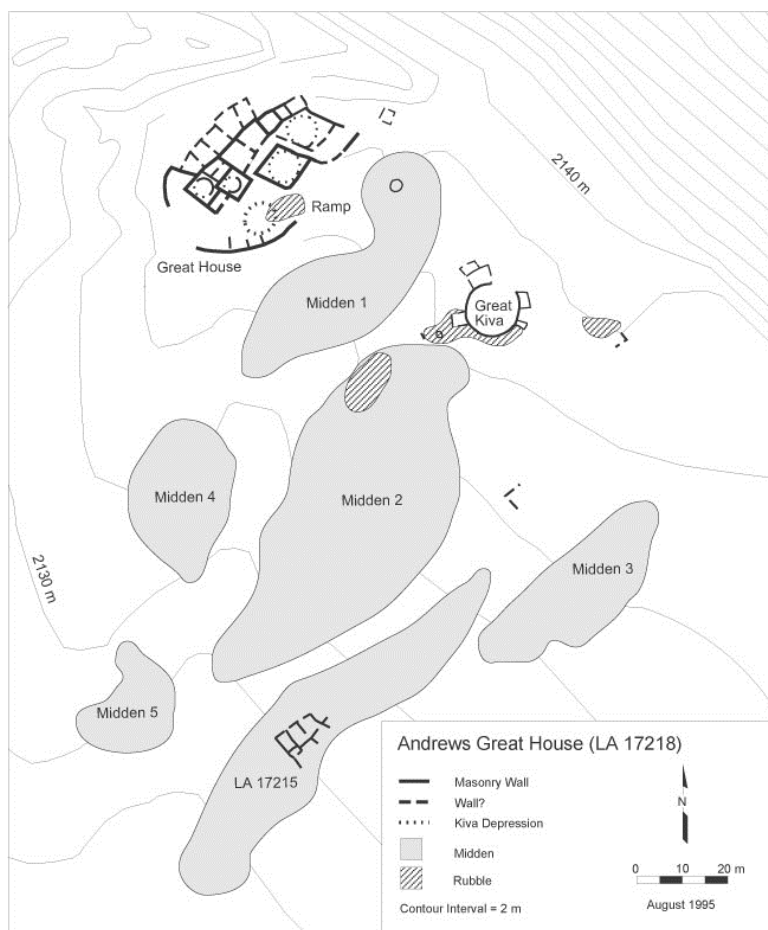 2140 m
Ramp
Great House
Midden 1
Great
Kiva
Midden 4
Midden 2
2130 m
Midden 3
Midden 5
LA 17215
Andrews Great House (LA 17218)
Masonry Wall
Wall?
Kiva Depression
Midden
Rubble
Contour Interval = 2 m
N
0 10 20 m
August 1995